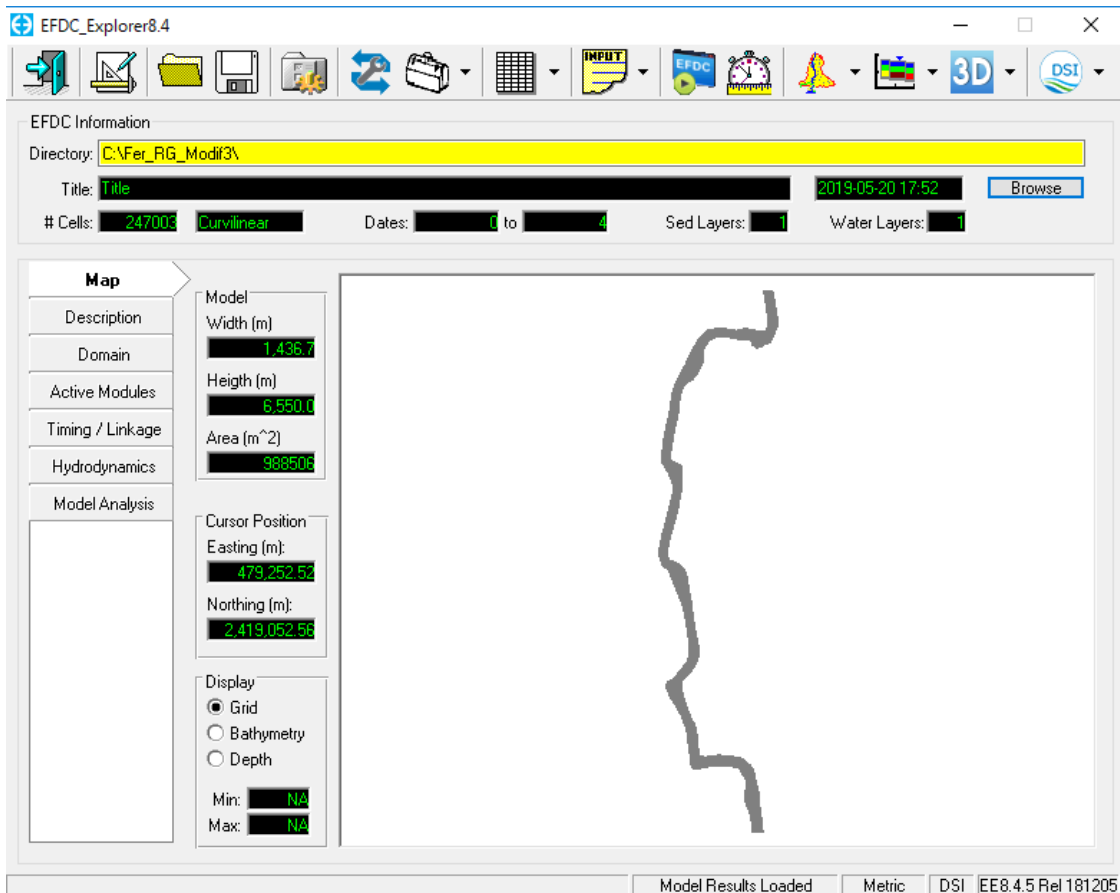 EFDC_Explorer8.4
INPUT
EFDC
3D
DSI
EFDC Information
Directory: C:\Fer_RG_Modif3\
Title: Title 2019-05-20 17:52 Browse
# Cells: 247003 Curvilinear Dates: 0 to 4 Sed Layers: 1 Water Layers: 1
Map
Description
Domain
Active Modules
Timing / Linkage
Hydrodynamics
Model Analysis
Model
Width (m)
1,436.7
Heigth (m)
6,550.0
Area (m^2)
988506
Cursor Position
Easting (m):
479,252.52
Northing (m):
2,419,052.56
Display
Grid
Bathymetry
Depth
Min: NA
Max: NA
Model Results Loaded Metric DSI EE8.4.5 Rel 181205